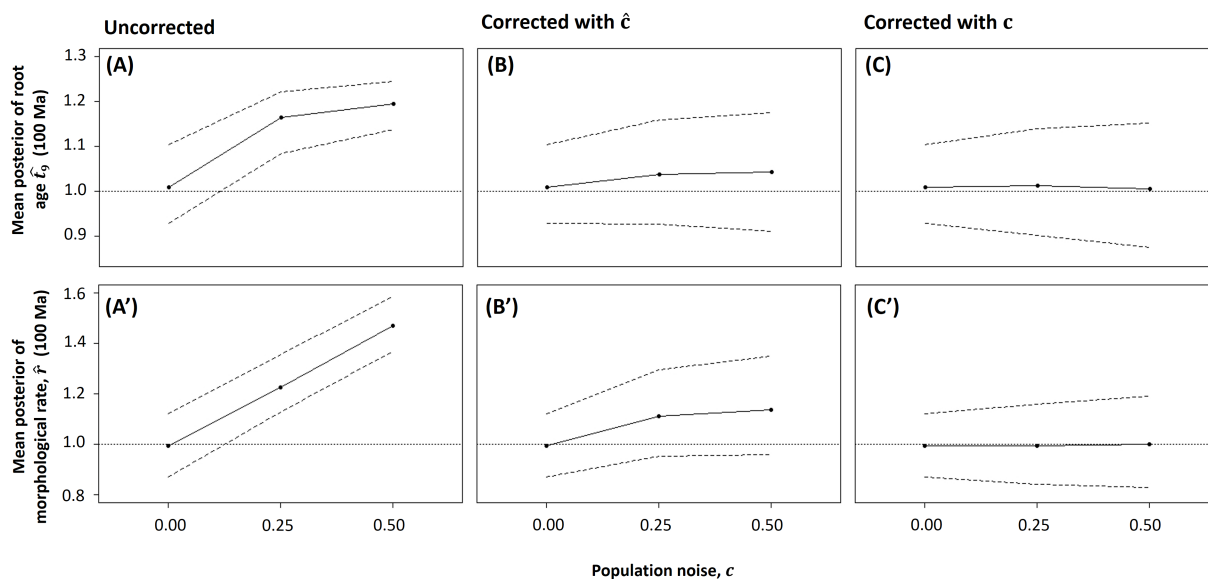 Uncorrected
Corrected with ĉ
Corrected with c
Mean posterior of root
age t̂₉ (100 Ma)
1.3
1.2
1.1
1.0
0.9
(A)
(B)
(C)
Mean posterior of
morphological rate, r̂ (100 Ma)
1.6
1.4
1.2
1.0
0.8
(A’)
(B’)
(C’)
0.00 0.25 0.50 0.00 0.25 0.50 0.00 0.25 0.50
Population noise, c